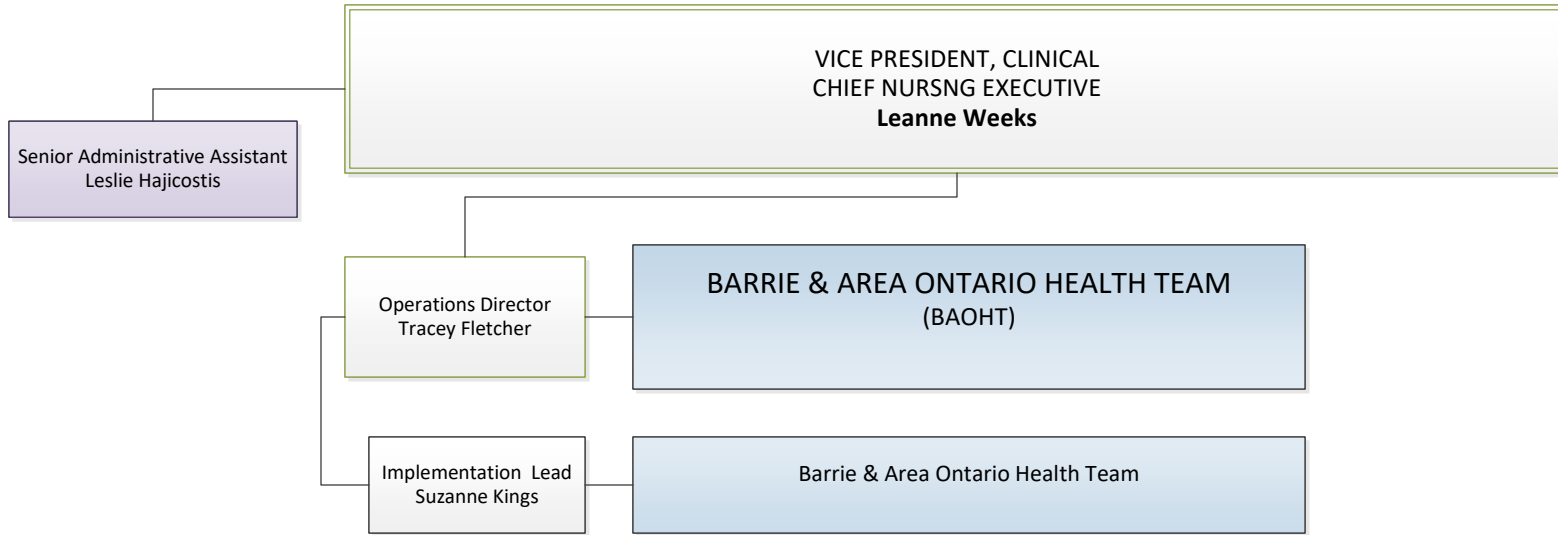 VICE PRESIDENT, CLINICAL
CHIEF NURSNG EXECUTIVE
Leanne Weeks
Senior Administrative Assistant
Leslie Hajicostis
Operations Director
Tracey Fletcher
BARRIE & AREA ONTARIO HEALTH TEAM
(BAOHT)
Implementation  Lead
Suzanne Kings
Barrie & Area Ontario Health Team